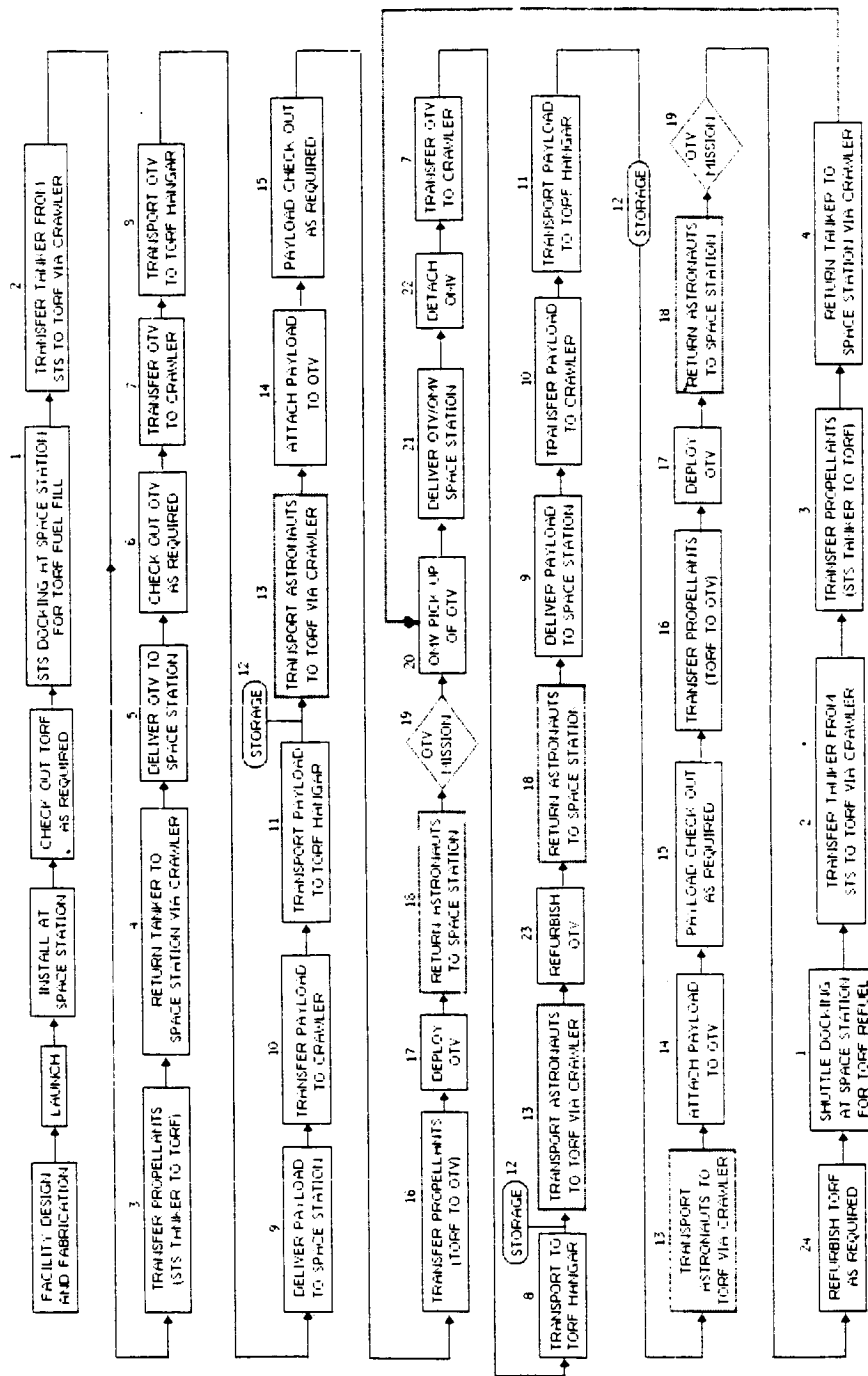 FACILITY DESIGN
AND FABRICATION
LAUNCH
INSTALL AT
SPACE STATION
CHECK OUT TORF
AS REQUIRED
1
STS DOCKING AT SPACE STATION
FOR TORF FUEL FILL
2
TRANSFER TANKER FROM
STS TO TORF VIA CRAWLER
3
TRANSFER PROPELLANTS
(STS TANKER TO TORF)
4
RETURN TANKER TO
SPACE STATION VIA CRAWLER
5
DELIVER OTV TO
SPACE STATION
6
CHECK OUT OTV
AS REQUIRED
7
TRANSFER OTV
TO CRAWLER
TRANSPORT OTV
TO TORF HANGAR
9
DELIVER PAYLOAD
TO SPACE STATION
10
TRANSFER PAYLOAD
TO CRAWLER
11
TRANSPORT PAYLOAD
TO TORF HANGAR
12
STORAGE
13
TRANSPORT ASTRONAUTS
TO TORF VIA CRAWLER
14
ATTACH PAYLOAD
TO OTV
15
PAYLOAD CHECK OUT
AS REQUIRED
16
TRANSFER PROPELLANTS
(TORF TO OTV)
17
DEPLOY
OTV
18
RETURN ASTRONAUTS
TO SPACE STATION
19
OTV
MISSION
20
OMV PICK UP
OF OTV
21
DELIVER OTV/OMV
SPACE STATION
22
DETACH
OMV
7
TRANSFER OTV
TO CRAWLER
8
TRANSPORT TO
TORF HANGAR
12
STORAGE
13
TRANSPORT ASTRONAUTS
TO TORF VIA CRAWLER
23
REFURBISH
OTV
18
RETURN ASTRONAUTS
TO SPACE STATION
9
DELIVER PAYLOAD
TO SPACE STATION
10
TRANSFER PAYLOAD
TO CRAWLER
11
TRANSPORT PAYLOAD
TO TORF HANGAR
12
STORAGE
13
TRANSPORT
ASTRONAUTS TO
TORF VIA CRAWLER
14
ATTACH PAYLOAD
TO OTV
15
PAYLOAD CHECK OUT
AS REQUIRED
16
TRANSFER PROPELLANTS
(TORF TO OTV)
17
DEPLOY
OTV
18
RETURN ASTRONAUTS
TO SPACE STATION
19
OTV
MISSION
24
REFURBISH TORF
AS REQUIRED
1
SHUTTLE DOCKING
AT SPACE STATION
FOR TORF REFUEL
2
TRANSFER TANKER FROM
STS TO TORF VIA CRAWLER
3
TRANSFER PROPELLANTS
(STS TANKER TO TORF)
4
RETURN TANKER TO
SPACE STATION VIA CRAWLER